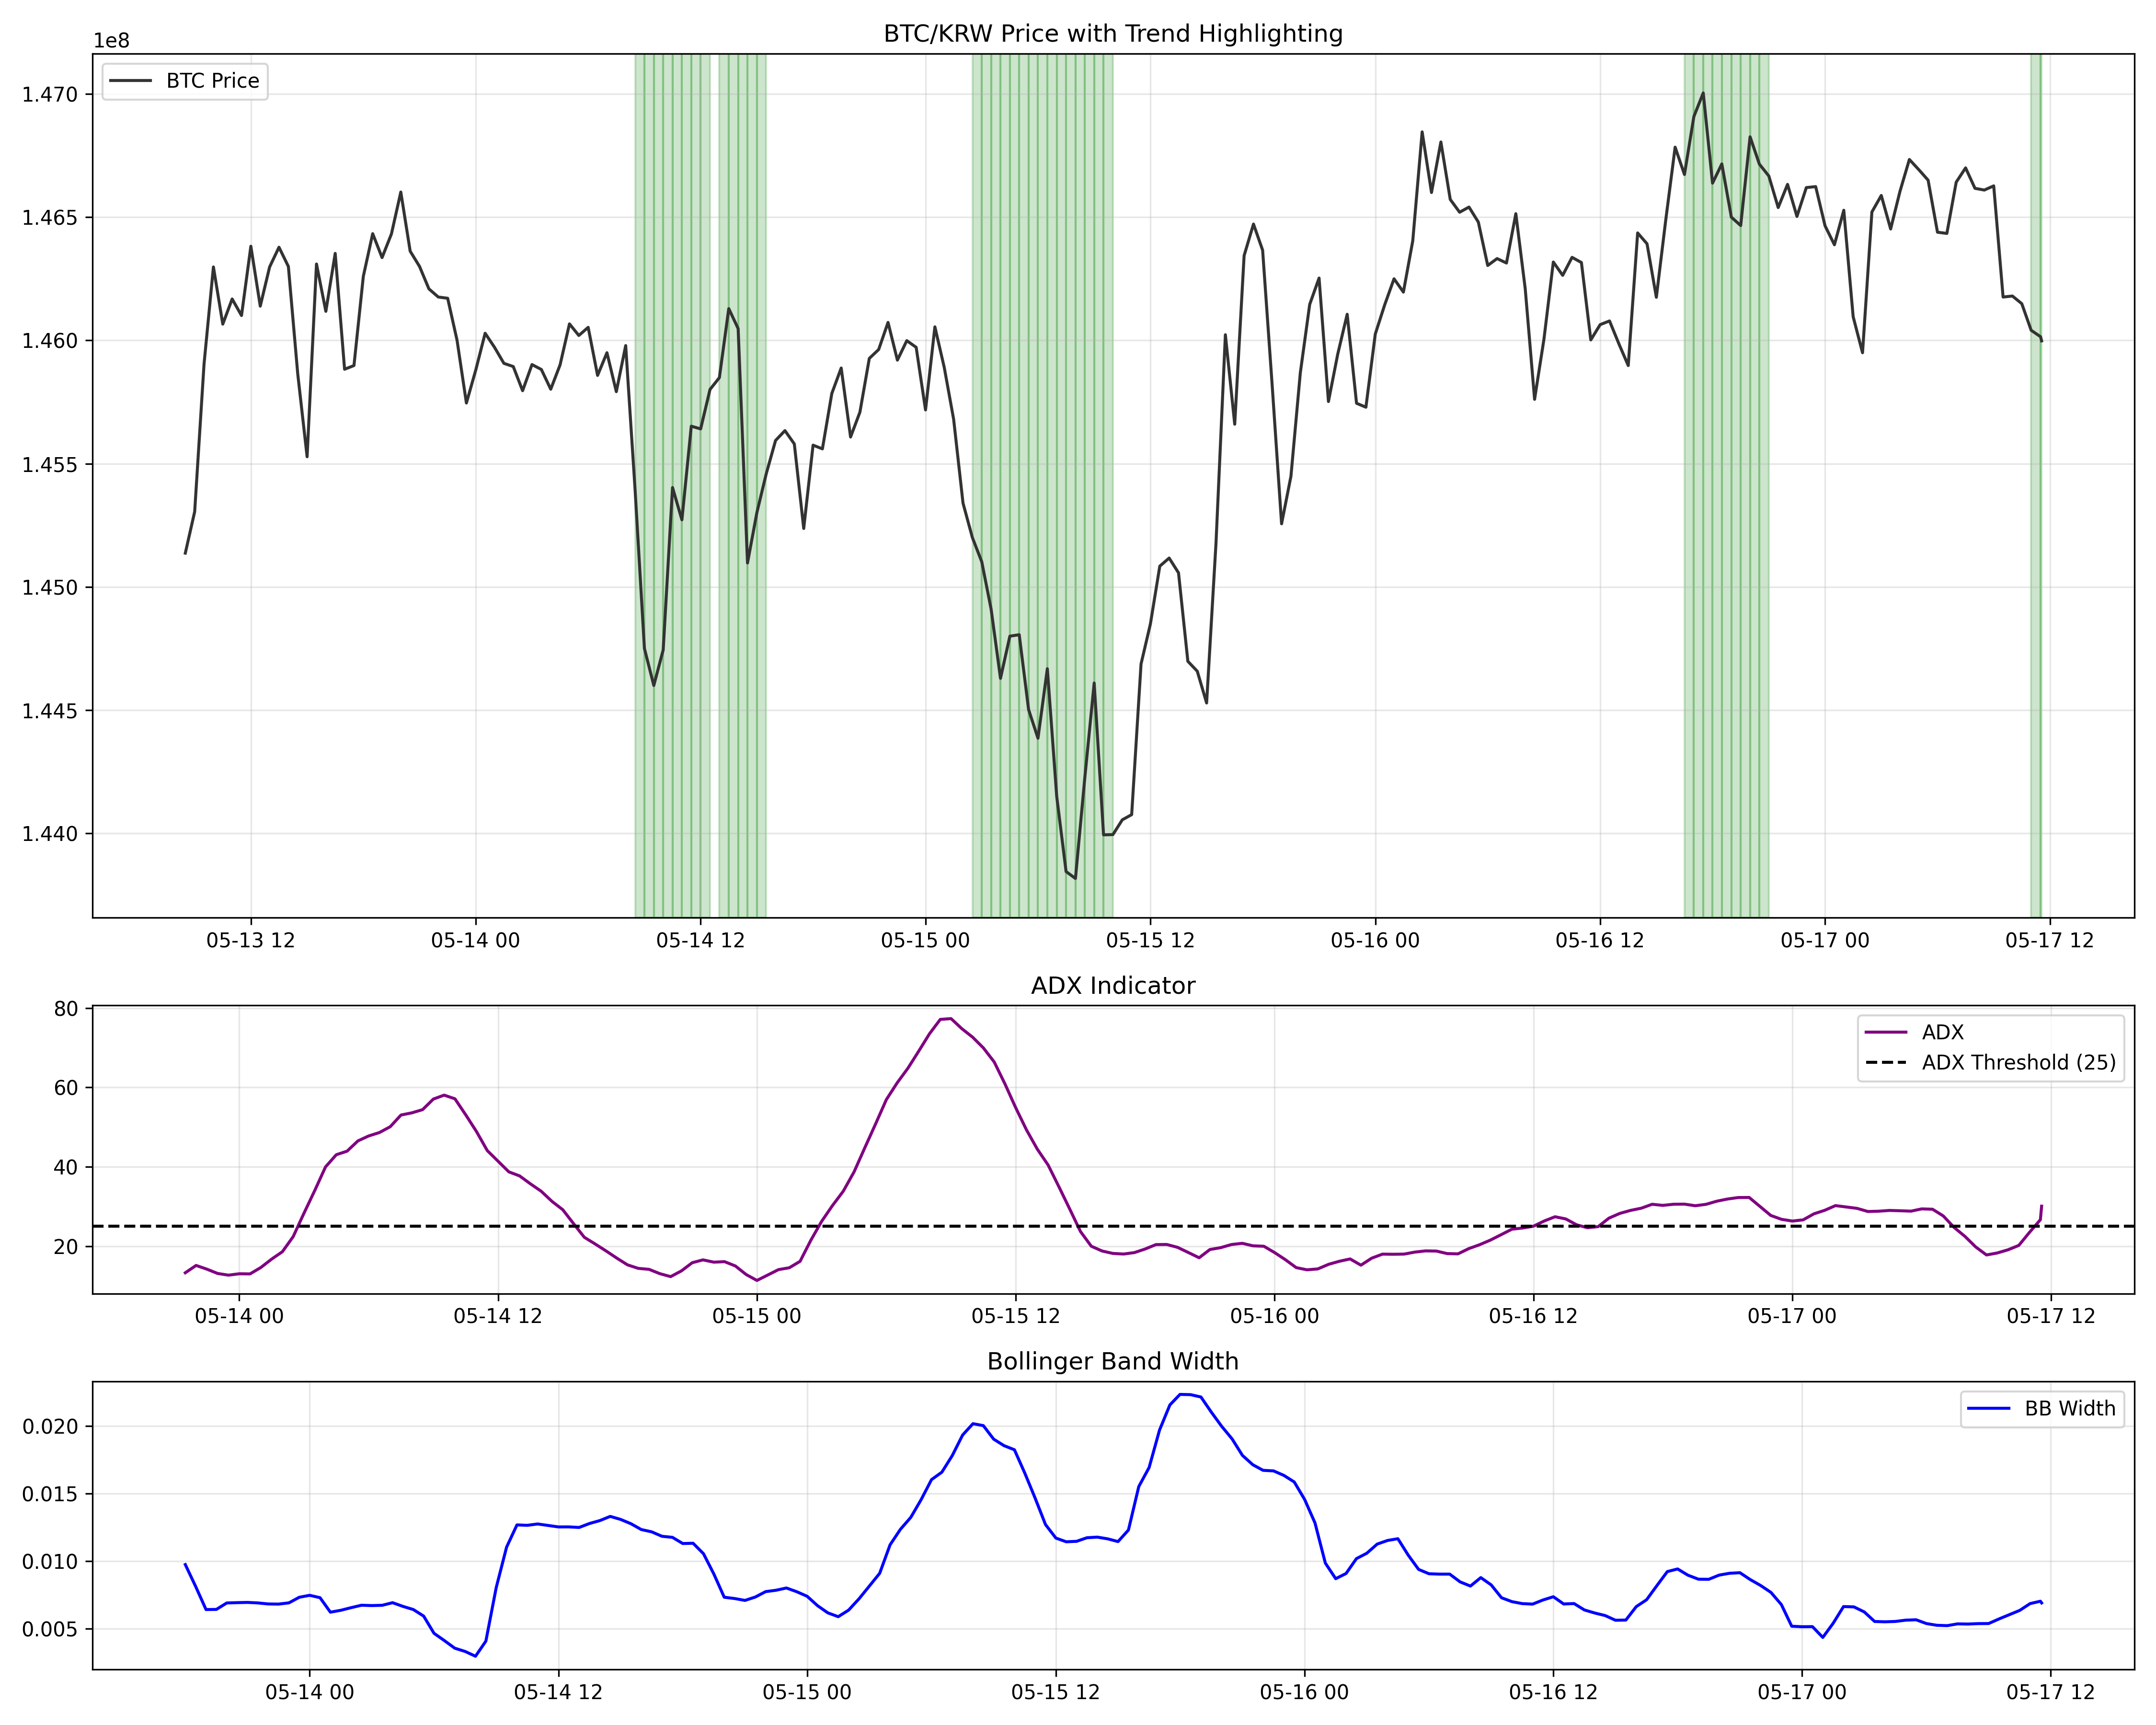 BTC/KRW Price with Trend Highlighting
1e8
BTC Price
1.470
1.465
1.460
1.455
1.450
1.445
1.440
05-13 12 05-14 00 05-14 12 05-15 00 05-15 12 05-16 00 05-16 12 05-17 00 05-17 12
ADX Indicator
ADX
ADX Threshold (25)
80
60
40
20
05-14 00 05-14 12 05-15 00 05-15 12 05-16 00 05-16 12 05-17 00 05-17 12
Bollinger Band Width
BB Width
0.020
0.015
0.010
0.005
05-14 00 05-14 12 05-15 00 05-15 12 05-16 00 05-16 12 05-17 00 05-17 12